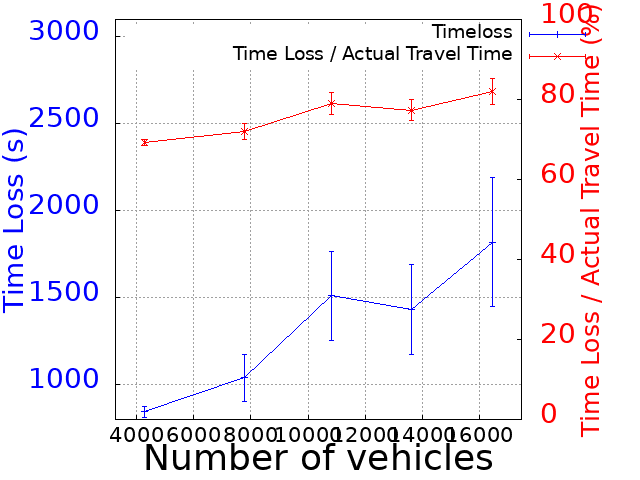 Timeloss
Time Loss / Actual Travel Time
3000
2500
2000
1500
1000
Time Loss (s)
100
80
60
40
20
0
Time Loss / Actual Travel Time (%)
4000 6000 8000 10000 12000 14000 16000
Number of vehicles